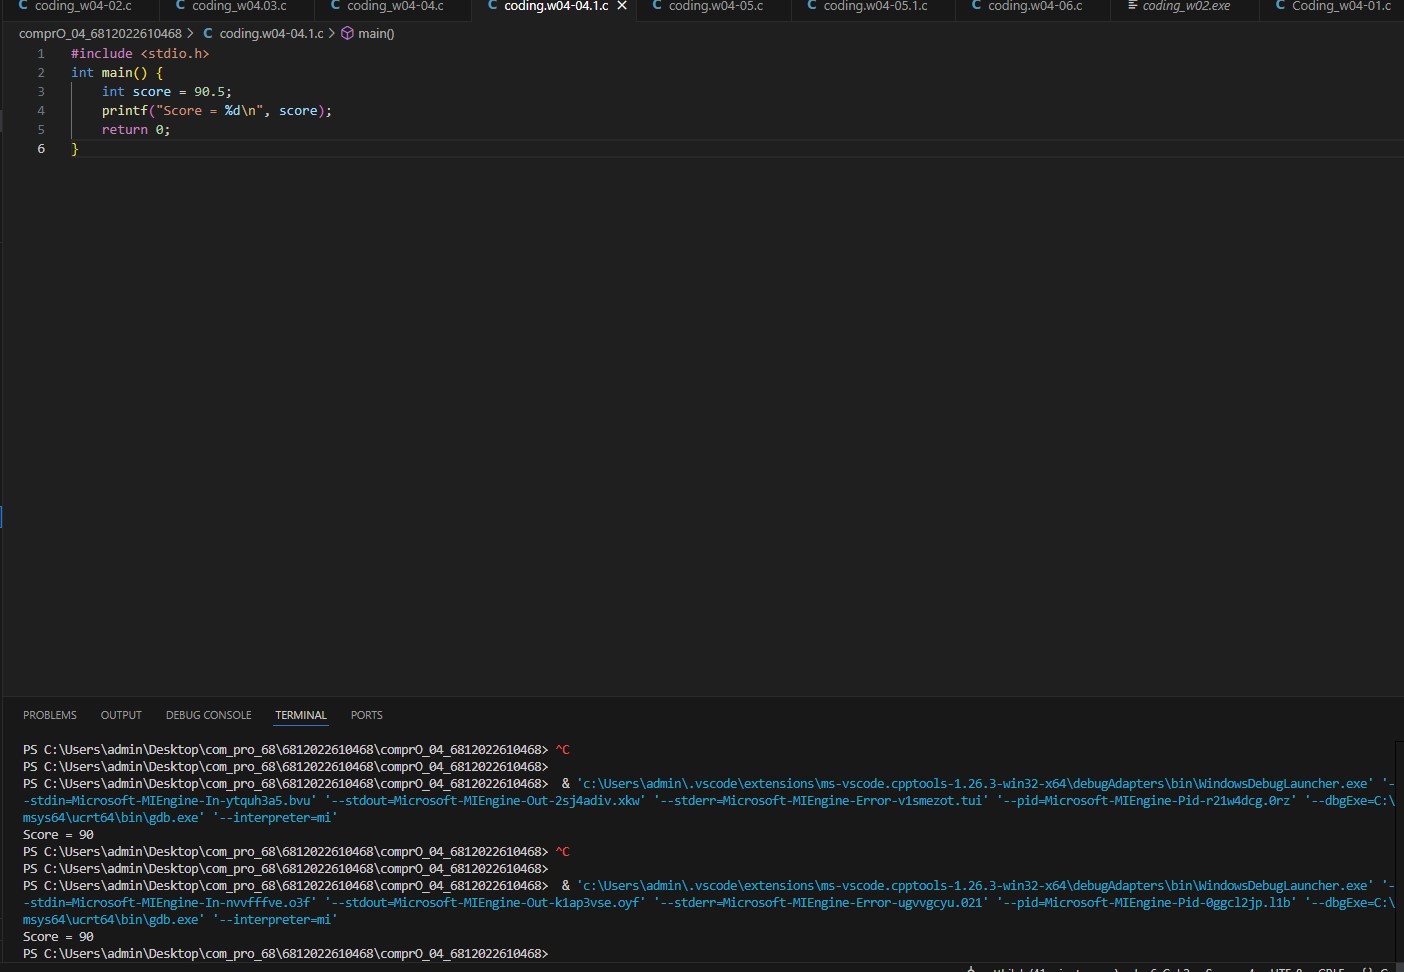 coding_w04-02.c coding_w04.03.c coding_w04-04.c coding.w04-04.1.c coding.w04-05.c coding.w04-05.1.c coding.w04-06.c coding_w02.exe Coding_w04-01.c
comprO_04_6812022610468 > C coding.w04-04.1.c > main()
1 #include <stdio.h>
2 int main() {
3 int score = 90.5;
4 printf("Score = %d\n", score);
5 return 0;
6 }
PROBLEMS OUTPUT DEBUG CONSOLE TERMINAL PORTS
PS C:\Users\admin\Desktop\com_pro_68\6812022610468\comprO_04_6812022610468> ^C
PS C:\Users\admin\Desktop\com_pro_68\6812022610468\comprO_04_6812022610468>
PS C:\Users\admin\Desktop\com_pro_68\6812022610468\comprO_04_6812022610468> & 'c:\Users\admin\.vscode\extensions\ms-vscode.cpptools-1.26.3-win32-x64\debugAdapters\bin\WindowsDebugLauncher.exe' '-
-stdin=Microsoft-MIEngine-In-ytquh3a5.bvu' '--stdout=Microsoft-MIEngine-Out-2sj4adiv.xkw' '--stderr=Microsoft-MIEngine-Error-v1smezot.tui' '--pid=Microsoft-MIEngine-Pid-r21w4dcg.0rz' '--dbgExe=C:\
msys64\ucrt64\bin\gdb.exe' '--interpreter=mi'
Score = 90
PS C:\Users\admin\Desktop\com_pro_68\6812022610468\comprO_04_6812022610468> ^C
PS C:\Users\admin\Desktop\com_pro_68\6812022610468\comprO_04_6812022610468>
PS C:\Users\admin\Desktop\com_pro_68\6812022610468\comprO_04_6812022610468> & 'c:\Users\admin\.vscode\extensions\ms-vscode.cpptools-1.26.3-win32-x64\debugAdapters\bin\WindowsDebugLauncher.exe' '-
-stdin=Microsoft-MIEngine-In-nvvfffve.o3f' '--stdout=Microsoft-MIEngine-Out-k1ap3vse.oyf' '--stderr=Microsoft-MIEngine-Error-ugvvgcyu.021' '--pid=Microsoft-MIEngine-Pid-0ggcl2jp.l1b' '--dbgExe=C:\
msys64\ucrt64\bin\gdb.exe' '--interpreter=mi'
Score = 90
PS C:\Users\admin\Desktop\com_pro_68\6812022610468\comprO_04_6812022610468>